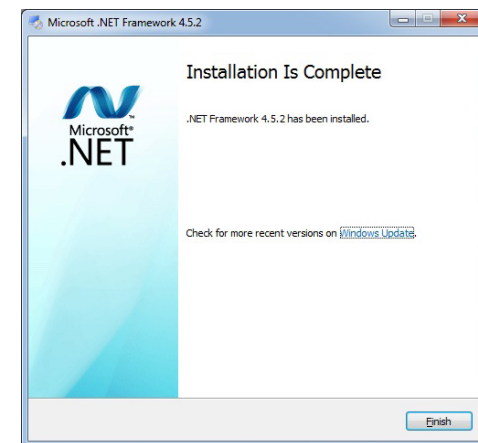 Microsoft .NET Framework 4.5.2
Installation Is Complete
Microsoft®
.NET
.NET Framework 4.5.2 has been installed.
Check for more recent versions on Windows Update.
Finish